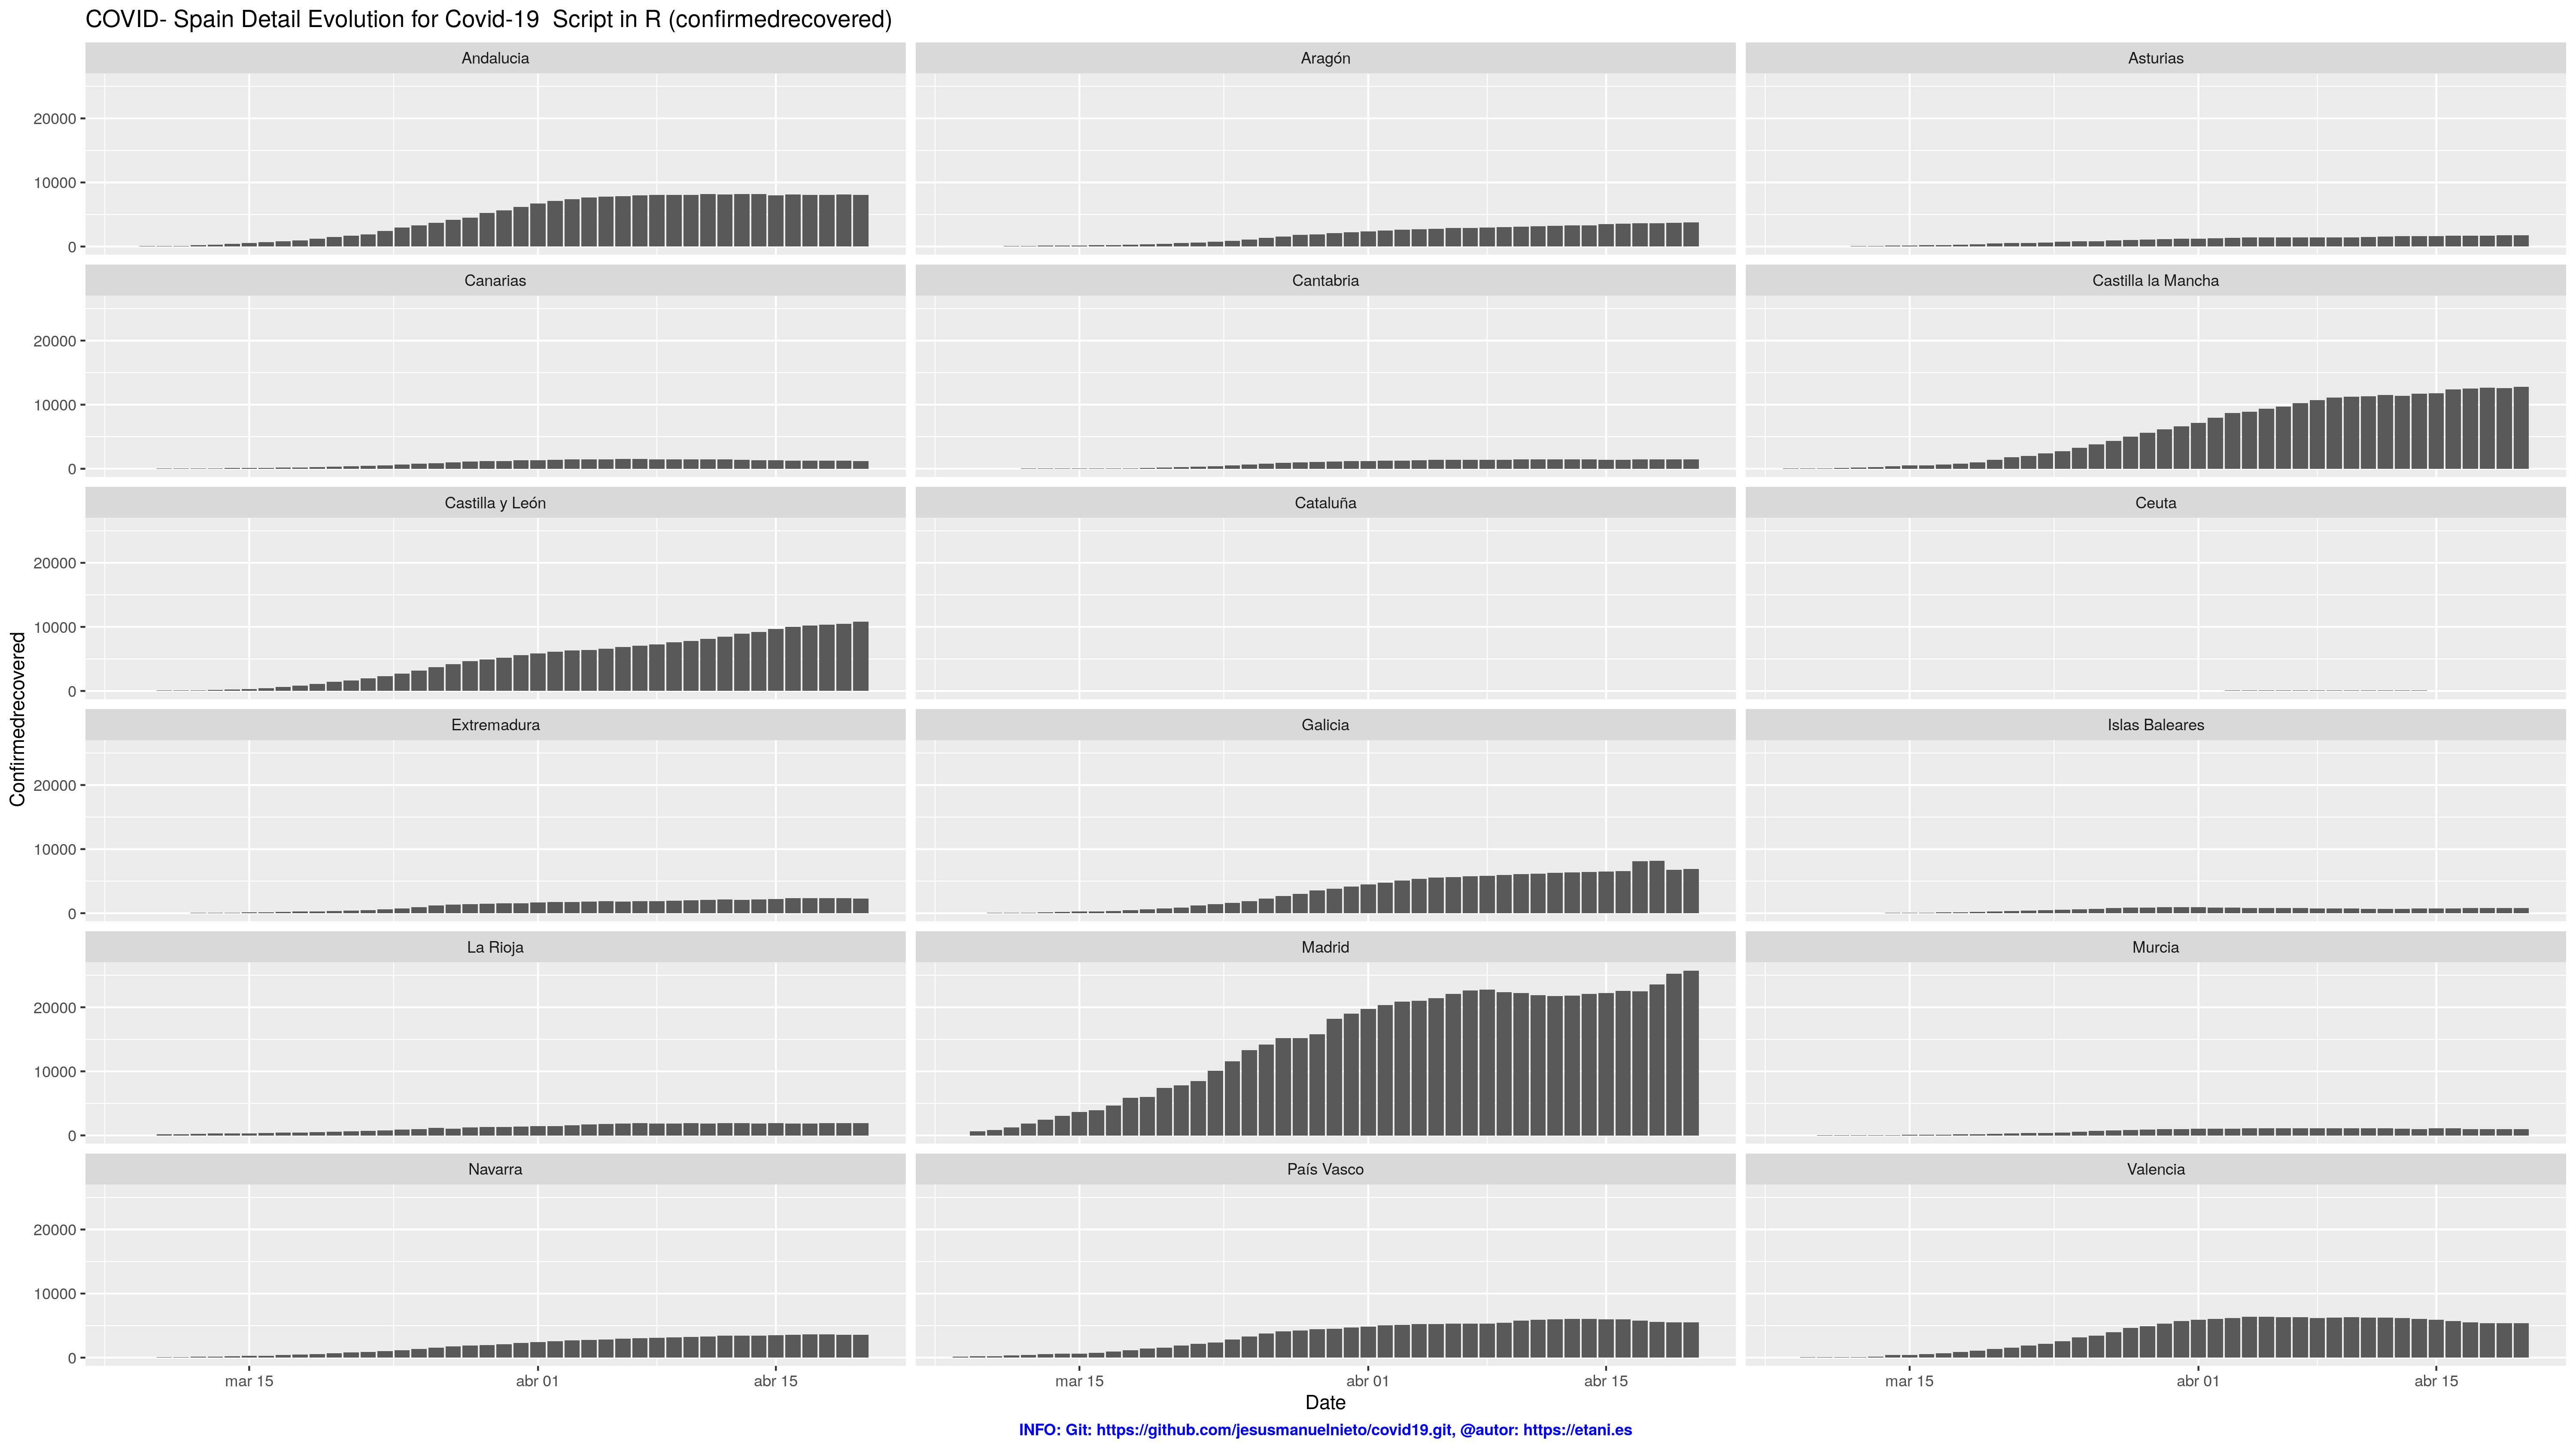 COVID- Spain Detail Evolution for Covid-19  Script in R (confirmedrecovered)
Andalucia
Aragón
Asturias
20000
10000
0
Canarias
Cantabria
Castilla la Mancha
20000
10000
0
Castilla y León
Cataluña
Ceuta
20000
10000
0
Confirmedrecovered
Extremadura
Galicia
Islas Baleares
20000
10000
0
La Rioja
Madrid
Murcia
20000
10000
0
Navarra
País Vasco
Valencia
20000
10000
0
mar 15
abr 01
abr 15
mar 15
abr 01
abr 15
mar 15
abr 01
abr 15
Date
INFO: Git: https://github.com/jesusmanuelnieto/covid19.git, @autor: https://etani.es